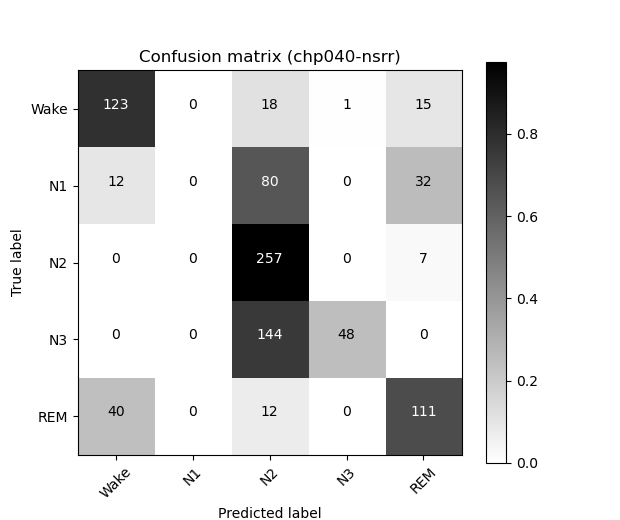 Confusion matrix (chp040-nsrr)
Wake 123 0 18 1 15
N1 12 0 80 0 32
N2 0 0 257 0 7
N3 0 0 144 48 0
REM 40 0 12 0 111
Wake N1 N2 N3 REM
Predicted label
True label
0.8
0.6
0.4
0.2
0.0